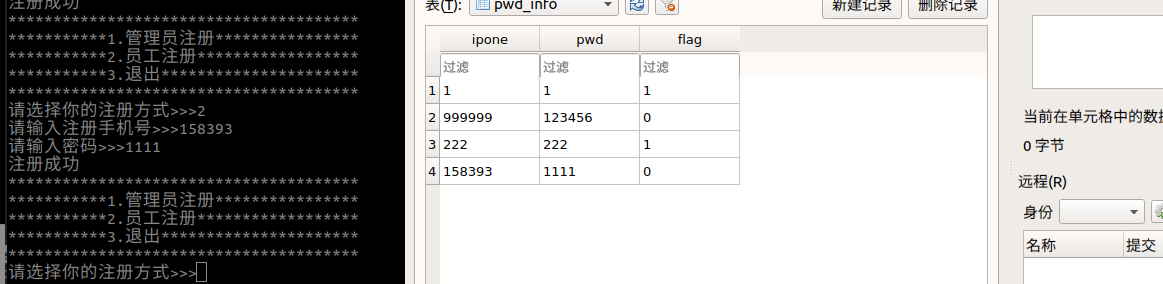 注册成功
***************************************
***********1.管理员注册****************
***********2.员工注册******************
***********3.退出**********************
***************************************
请选择你的注册方式>>>2
请输入注册手机号>>>158393
请输入密码>>>1111
注册成功
***************************************
***********1.管理员注册****************
***********2.员工注册******************
***********3.退出**********************
***************************************
请选择你的注册方式>>>
表(T): pwd_info 新建记录 删除记录
ipone pwd flag
过滤 过滤 过滤
1 1 1 1
2 999999 123456 0
3 222 222 1
4 158393 1111 0
当前在单元格中的数据
0 字节
远程(R)
身份
名称 提交